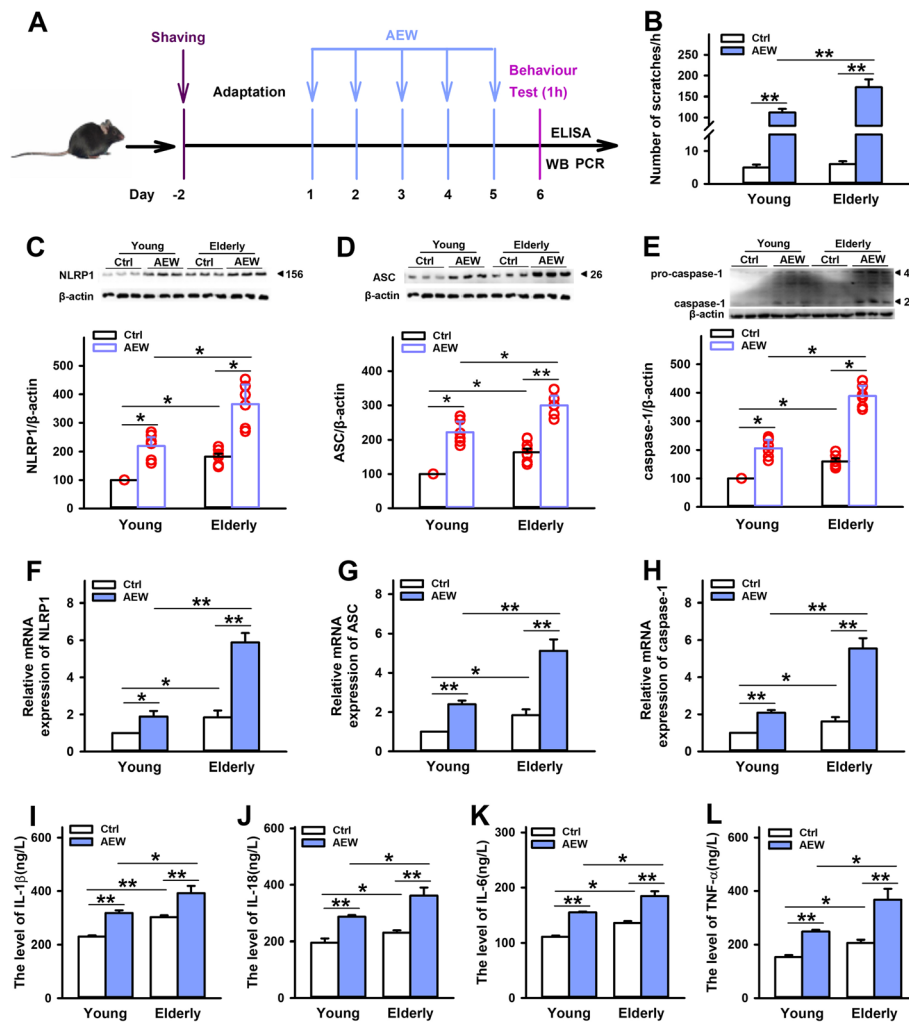 A
Shaving
AEW
Adaptation
Behaviour
Test (1h)
ELISA
WB PCR
Day -2 1 2 3 4 5 6
B
Ctrl
AEW
Number of scratches/h
250
200
150
100
10
5
0
**
**
**
Young Elderly
C
Young Elderly
Ctrl AEW Ctrl AEW
NLRP1 156
β-actin
Ctrl
AEW
NLRP1/β-actin
500
400
300
200
100
*
*
*
*
Young Elderly
D
Young Elderly
Ctrl AEW Ctrl AEW
ASC 26
β-actin
Ctrl
AEW
ASC/β-actin
500
400
300
200
100
*
*
*
**
Young Elderly
E
Young Elderly
Ctrl AEW Ctrl AEW
pro-caspase-1 4
caspase-1 2
β-actin
Ctrl
AEW
caspase-1/β-actin
500
400
300
200
100
*
*
*
*
Young Elderly
F
Ctrl
AEW
Relative mRNA
expression of NLRP1
8
6
4
2
0
**
**
*
*
Young Elderly
G
Ctrl
AEW
Relative mRNA
expression of ASC
8
6
4
2
0
**
**
*
**
Young Elderly
H
Ctrl
AEW
Relative mRNA
expression of caspase-1
8
6
4
2
0
**
**
*
**
Young Elderly
I
Ctrl
AEW
The level of IL-1β(ng/L)
600
400
200
0
*
**
**
**
Young Elderly
J
Ctrl
AEW
The level of IL-18(ng/L)
600
400
200
0
*
**
*
**
Young Elderly
K
Ctrl
AEW
The level of IL-6(ng/L)
300
200
100
0
*
**
*
**
Young Elderly
L
Ctrl
AEW
The level of TNF-α(ng/L)
600
400
200
0
*
**
*
**
Young Elderly